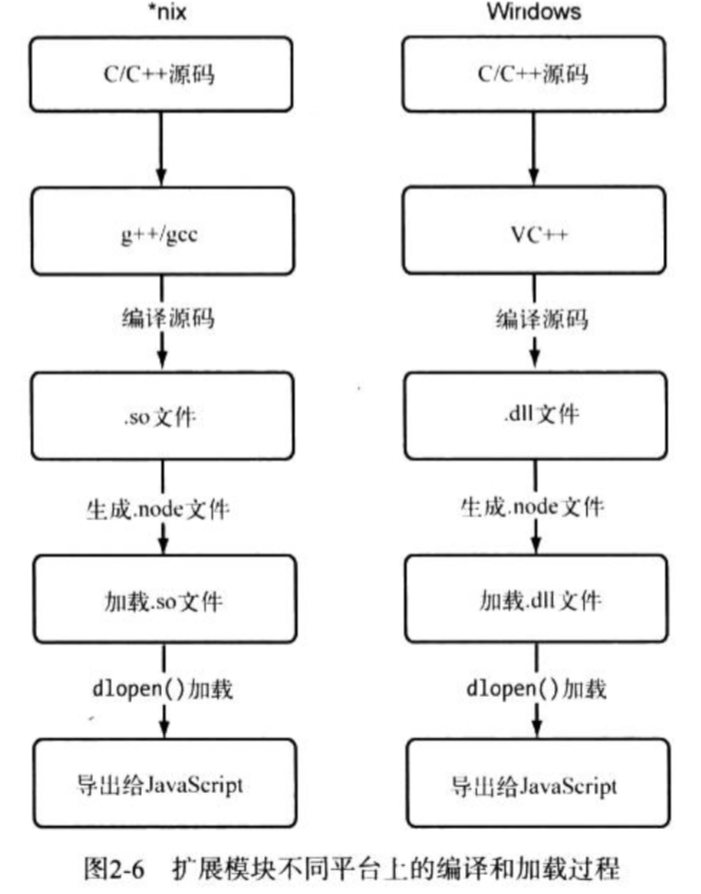 *nix
C/C++源码
g++/gcc
编译源码
.so文件
生成.node文件
加载.so文件
dlopen()加载
导出给JavaScript
Windows
C/C++源码
VC++
编译源码
.dll文件
生成.node文件
加载.dll文件
dlopen()加载
导出给JavaScript
图2-6 扩展模块不同平台上的编译和加载过程